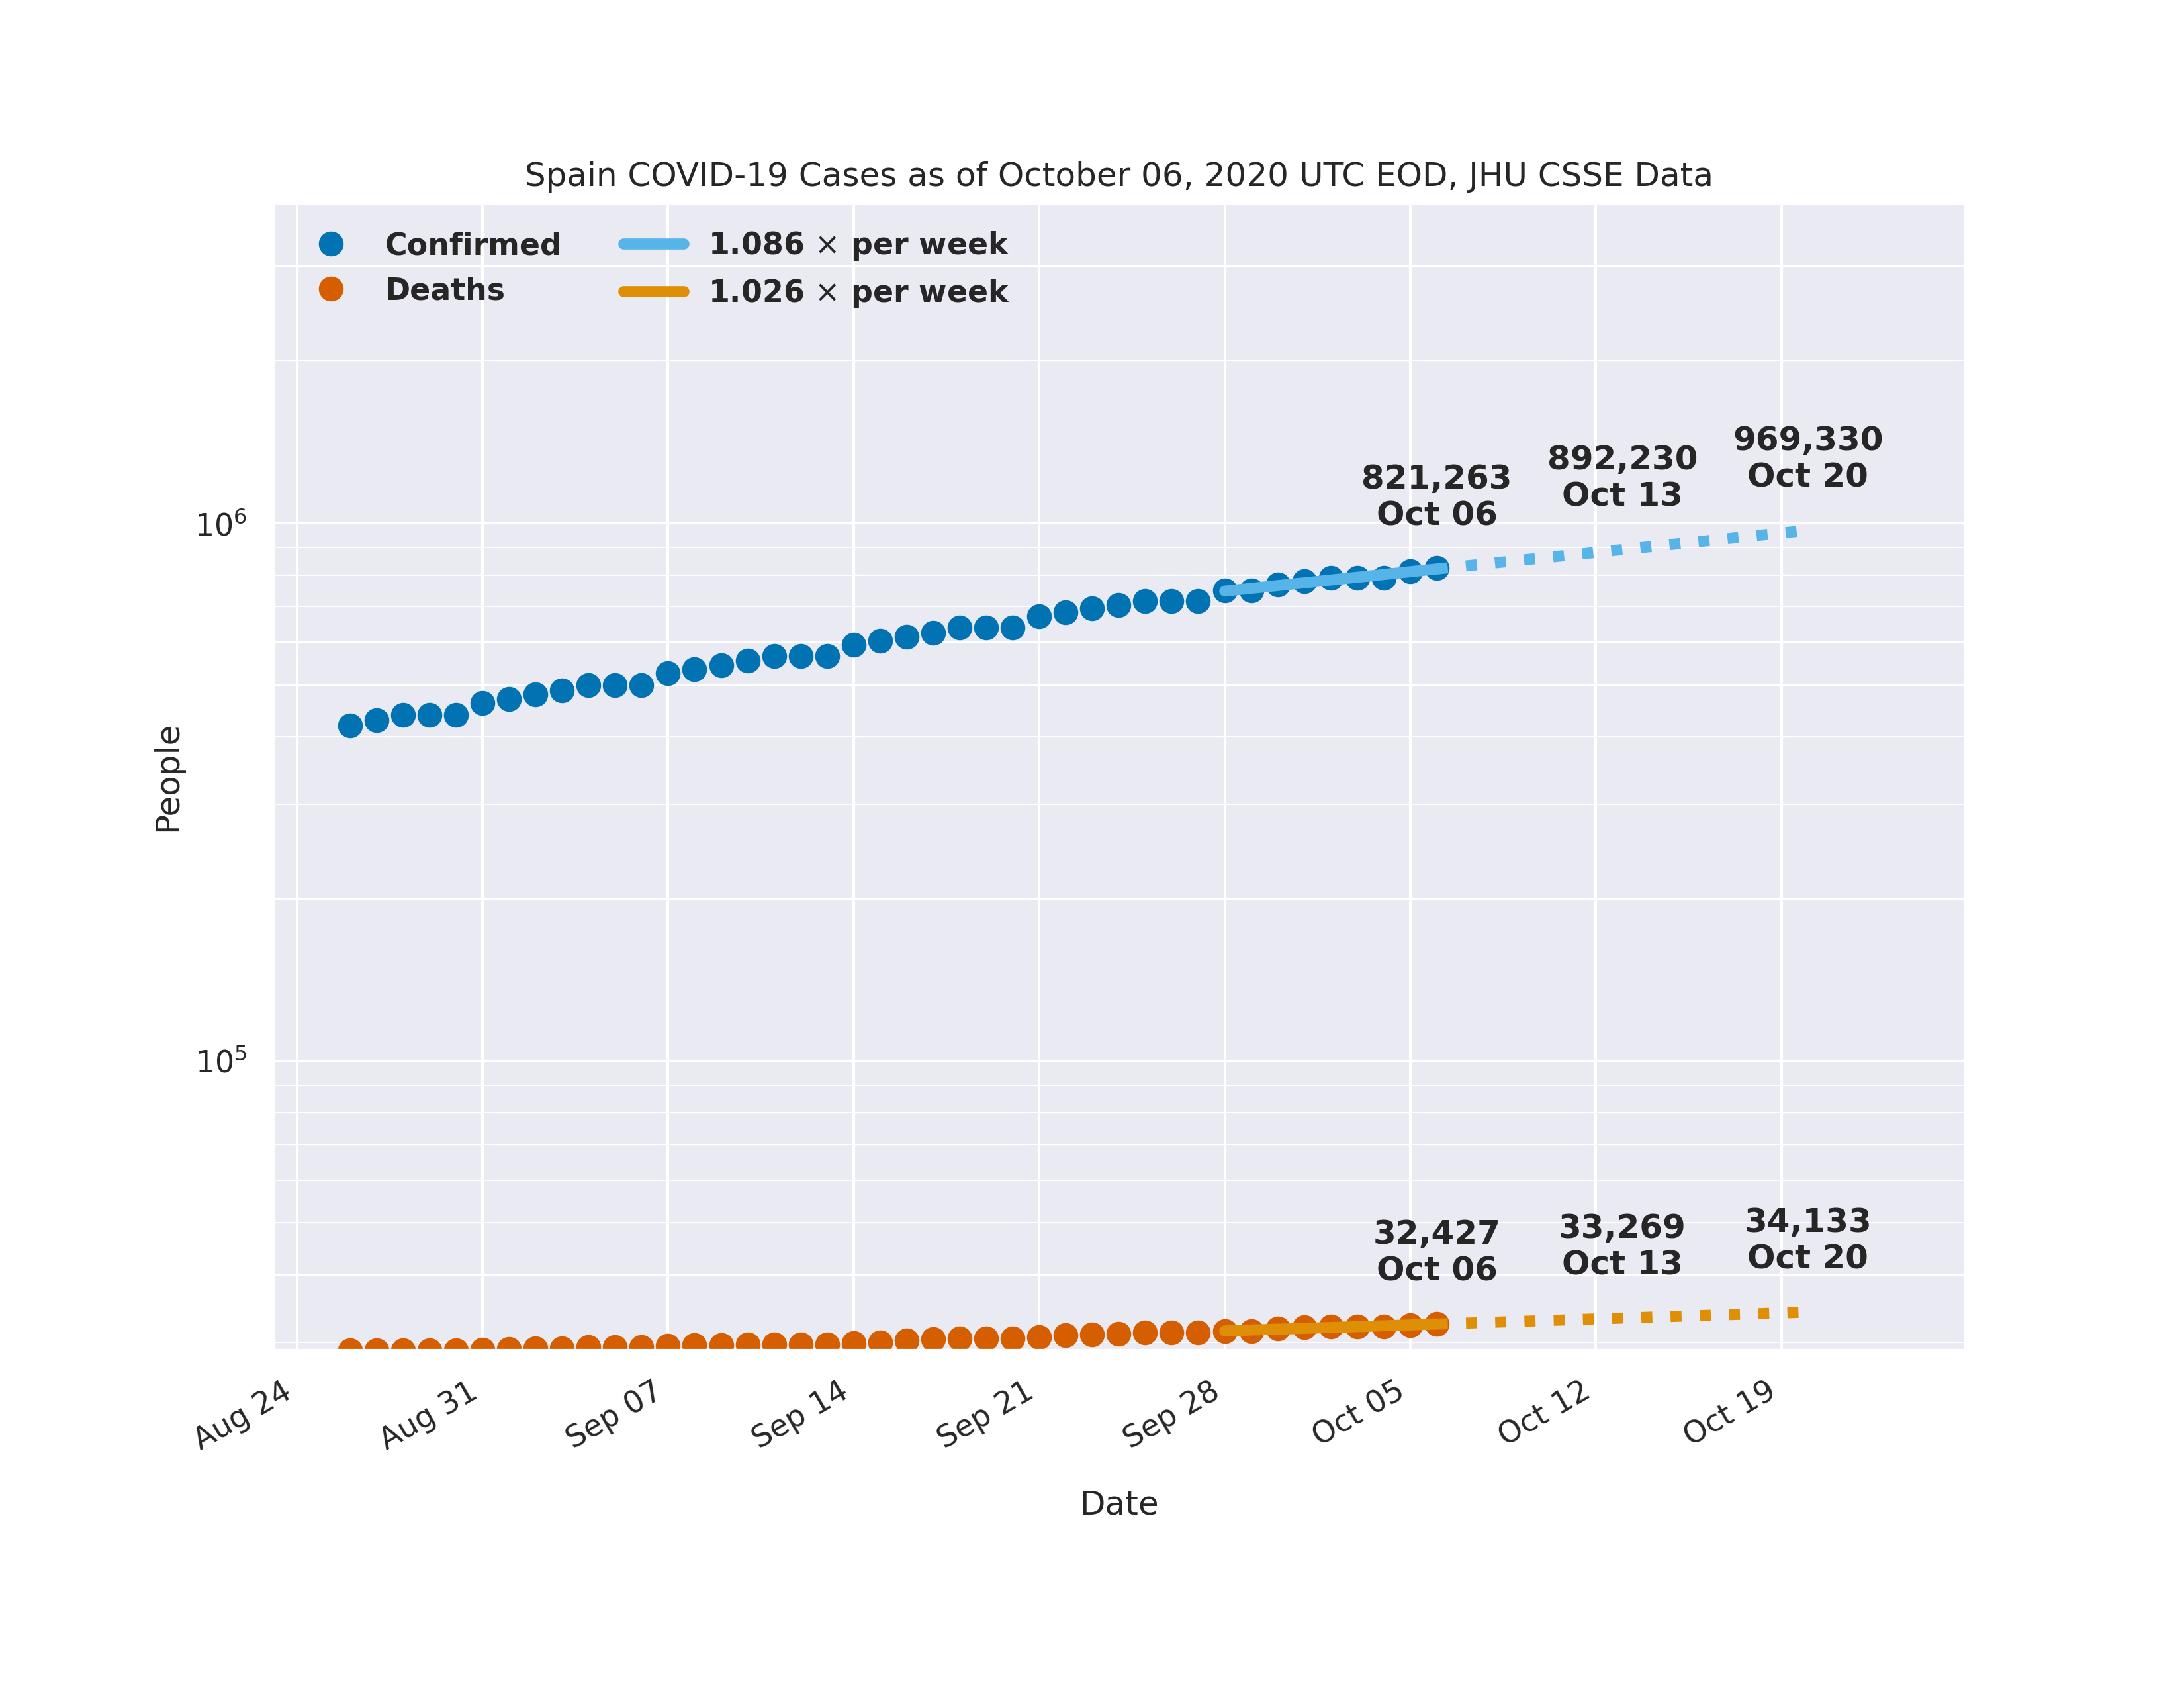 Spain COVID-19 Cases as of October 06, 2020 UTC EOD, JHU CSSE Data
Confirmed
Deaths
1.086 × per week
1.026 × per week
969,330
Oct 20
892,230
Oct 13
821,263
Oct 06
10⁶
People
10⁵
32,427
Oct 06
33,269
Oct 13
34,133
Oct 20
Aug 24
Aug 31
Sep 07
Sep 14
Sep 21
Sep 28
Oct 05
Oct 12
Oct 19
Date